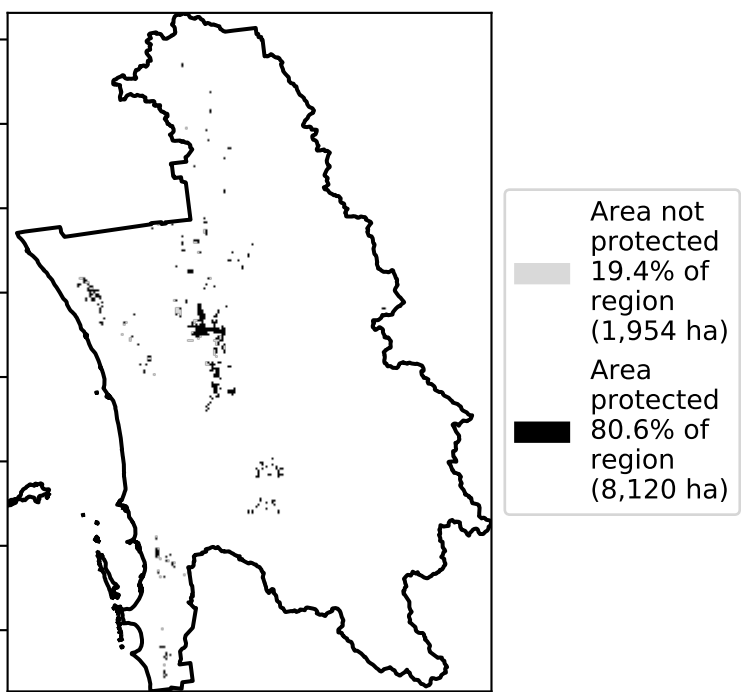 Area not
protected
19.4% of
region
(1,954 ha)
Area
protected
80.6% of
region
(8,120 ha)